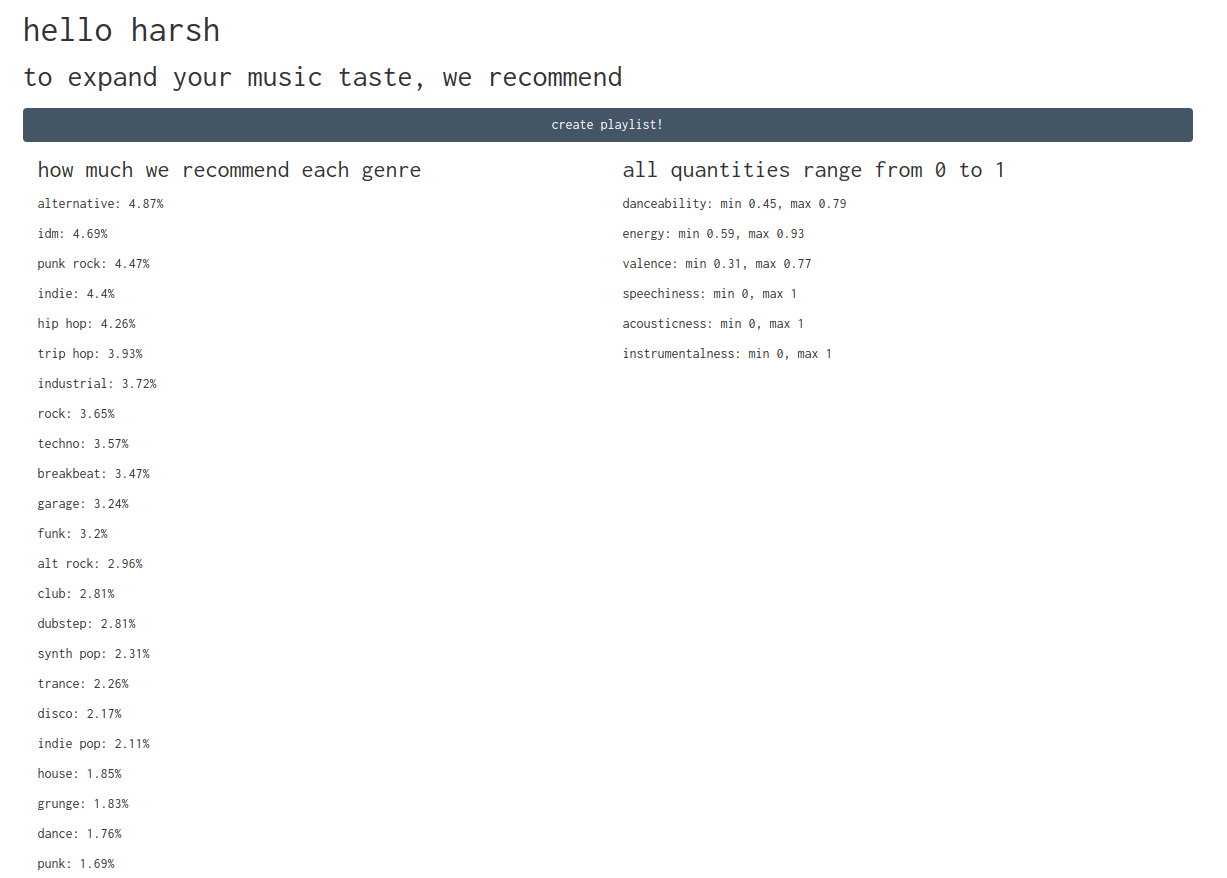 hello harsh
to expand your music taste, we recommend
create playlist!
how much we recommend each genre
alternative: 4.87%
idm: 4.69%
punk rock: 4.47%
indie: 4.4%
hip hop: 4.26%
trip hop: 3.93%
industrial: 3.72%
rock: 3.65%
techno: 3.57%
breakbeat: 3.47%
garage: 3.24%
funk: 3.2%
alt rock: 2.96%
club: 2.81%
dubstep: 2.81%
synth pop: 2.31%
trance: 2.26%
disco: 2.17%
indie pop: 2.11%
house: 1.85%
grunge: 1.83%
dance: 1.76%
punk: 1.69%
all quantities range from 0 to 1
danceability: min 0.45, max 0.79
energy: min 0.59, max 0.93
valence: min 0.31, max 0.77
speechiness: min 0, max 1
acousticness: min 0, max 1
instrumentalness: min 0, max 1